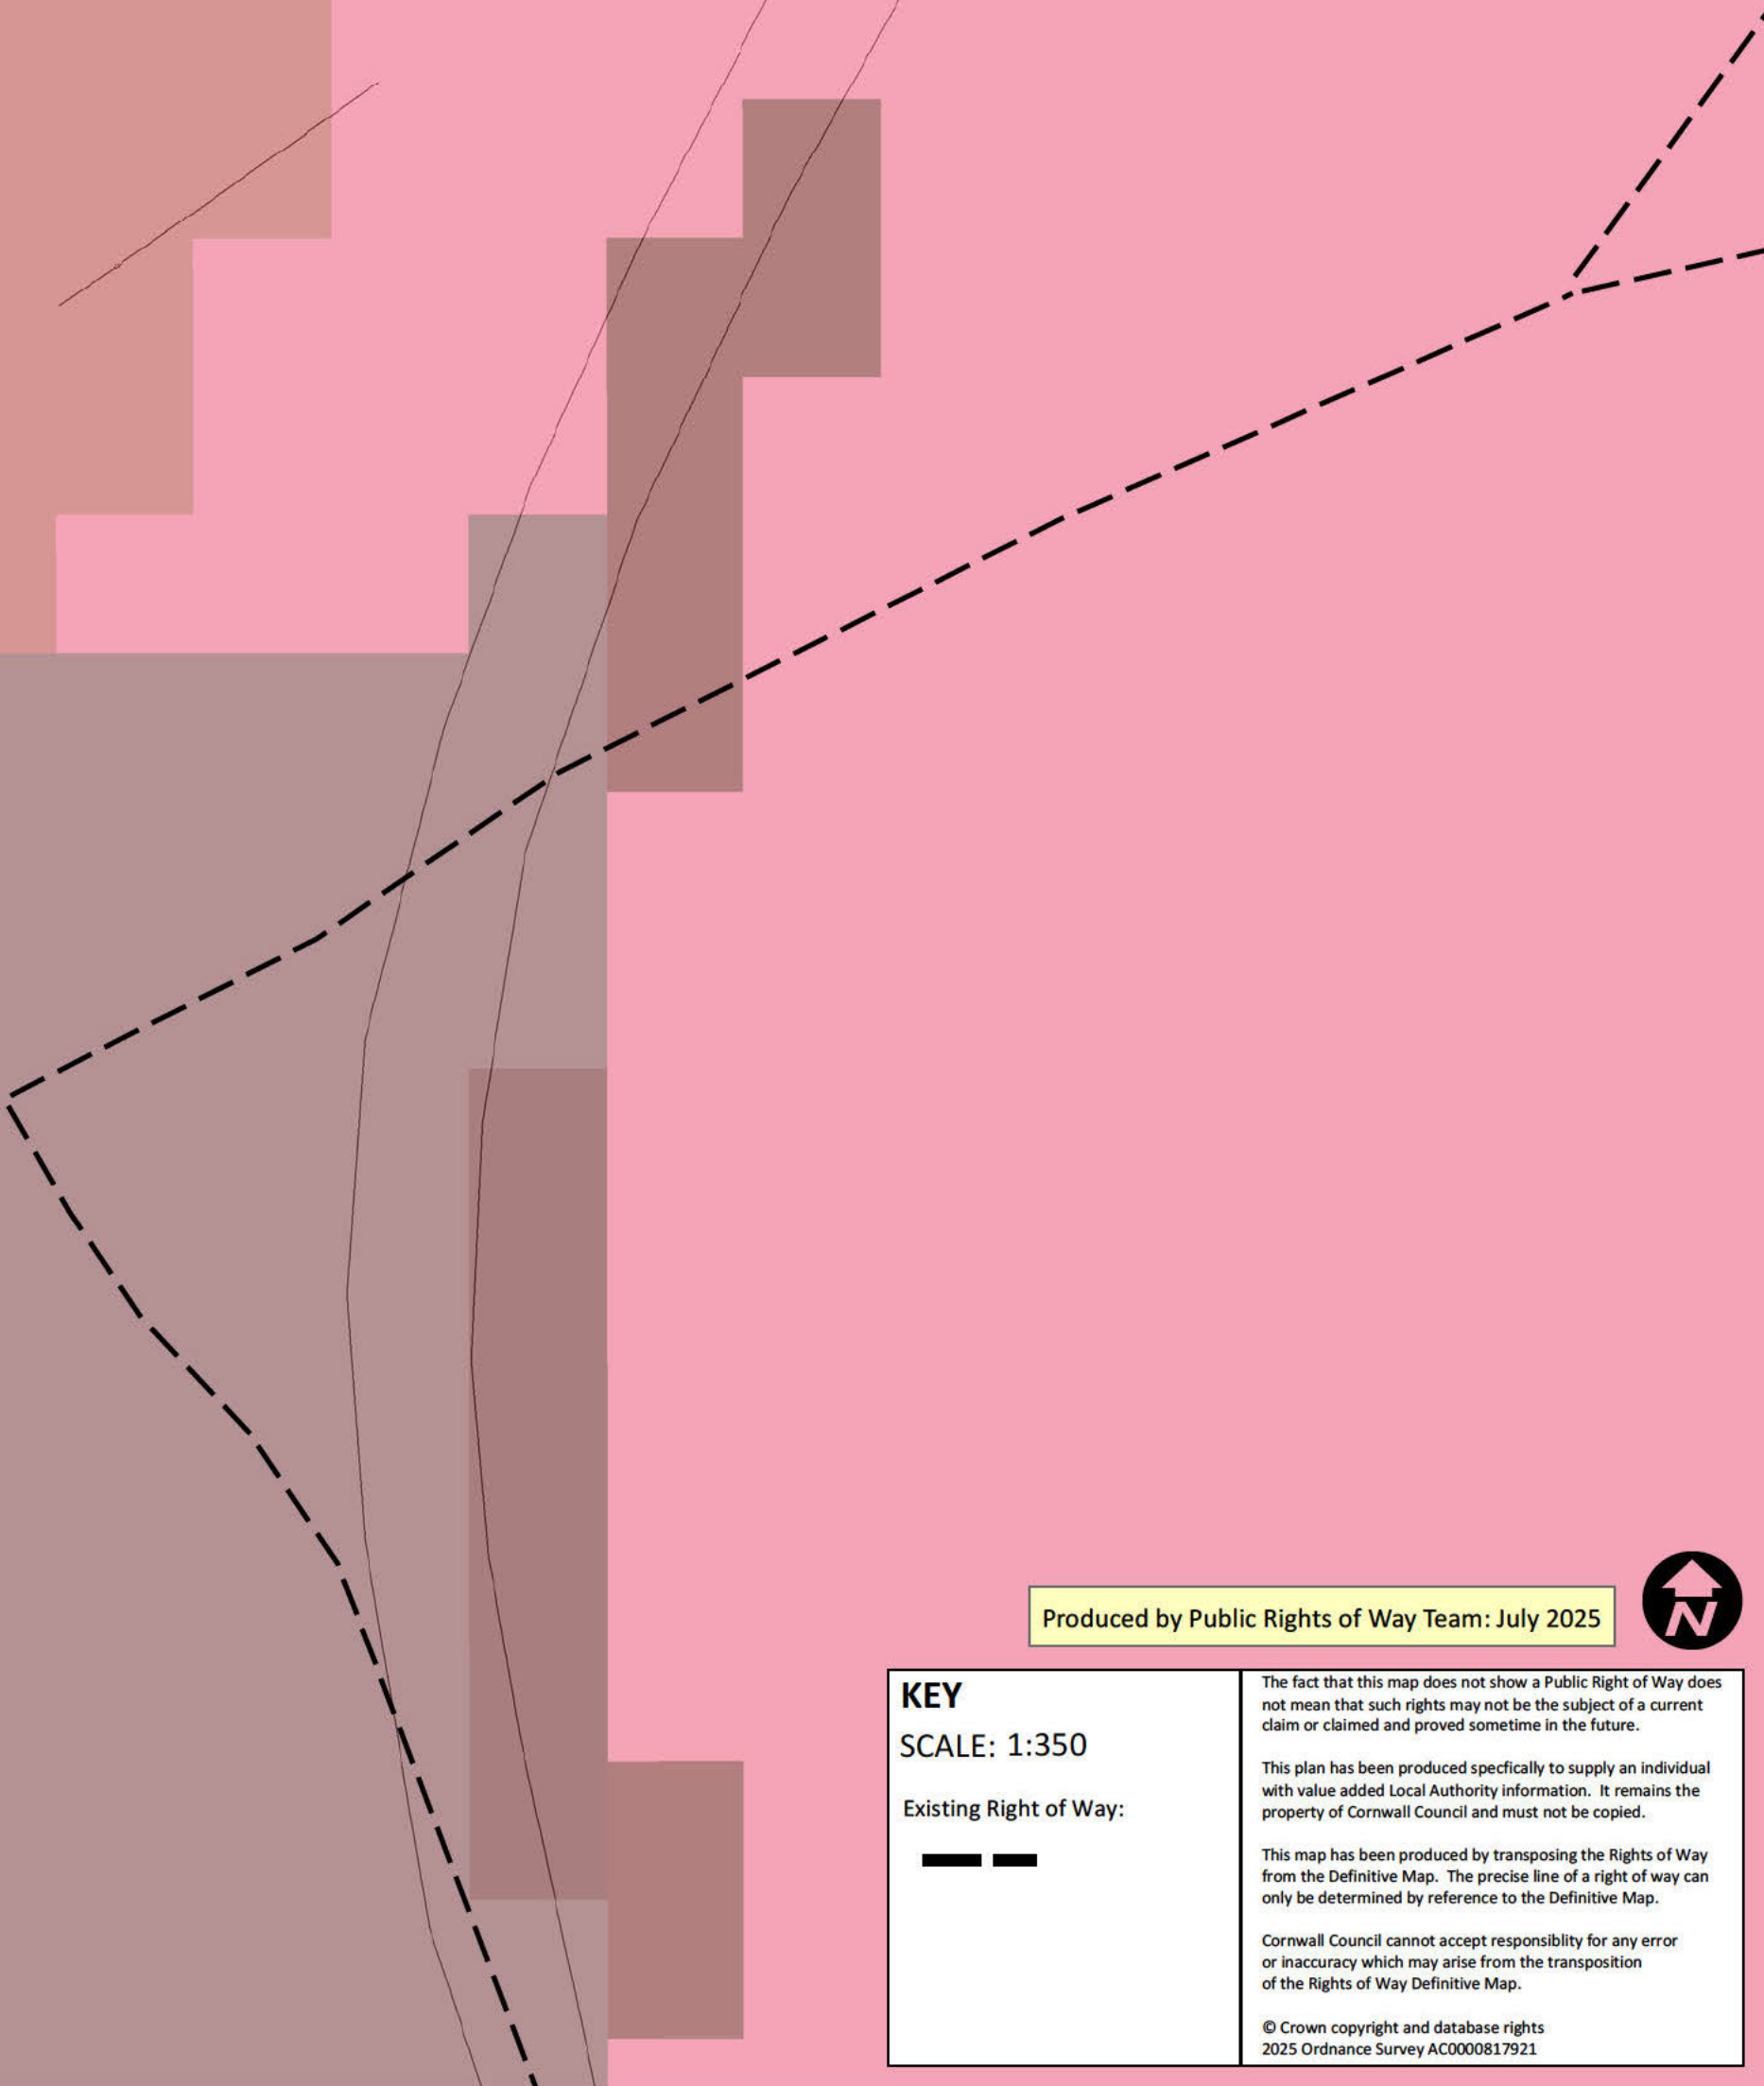 Produced by Public Rights of Way Team: July 2025
N
KEY
SCALE: 1:350
Existing Right of Way:
The fact that this map does not show a Public Right of Way does
not mean that such rights may not be the subject of a current
claim or claimed and proved sometime in the future.
This plan has been produced specfically to supply an individual
with value added Local Authority information. It remains the
property of Cornwall Council and must not be copied.
This map has been produced by transposing the Rights of Way
from the Definitive Map. The precise line of a right of way can
only be determined by reference to the Definitive Map.
Cornwall Council cannot accept responsiblity for any error
or inaccuracy which may arise from the transposition
of the Rights of Way Definitive Map.
© Crown copyright and database rights
2025 Ordnance Survey AC0000817921